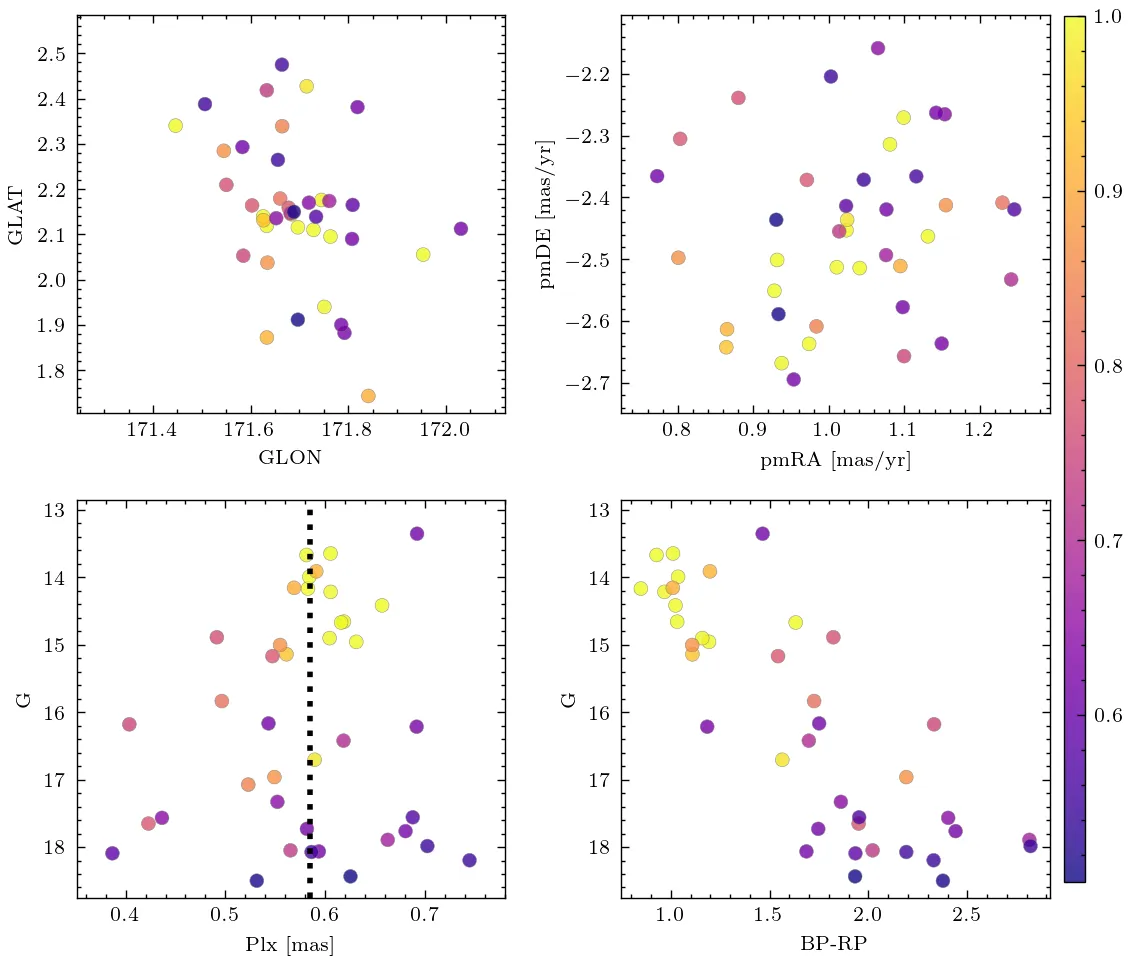 2.5
2.4
2.3
2.2
2.1
2.0
1.9
1.8
GLAT
171.4 171.6 171.8 172.0
GLON
−2.2
−2.3
−2.4
−2.5
−2.6
−2.7
pmDE [mas/yr]
0.8 0.9 1.0 1.1 1.2
pmRA [mas/yr]
1.0
0.9
0.8
0.7
0.6
13
14
15
16
17
18
G
0.4 0.5 0.6 0.7
Plx [mas]
13
14
15
16
17
18
G
1.0 1.5 2.0 2.5
BP-RP